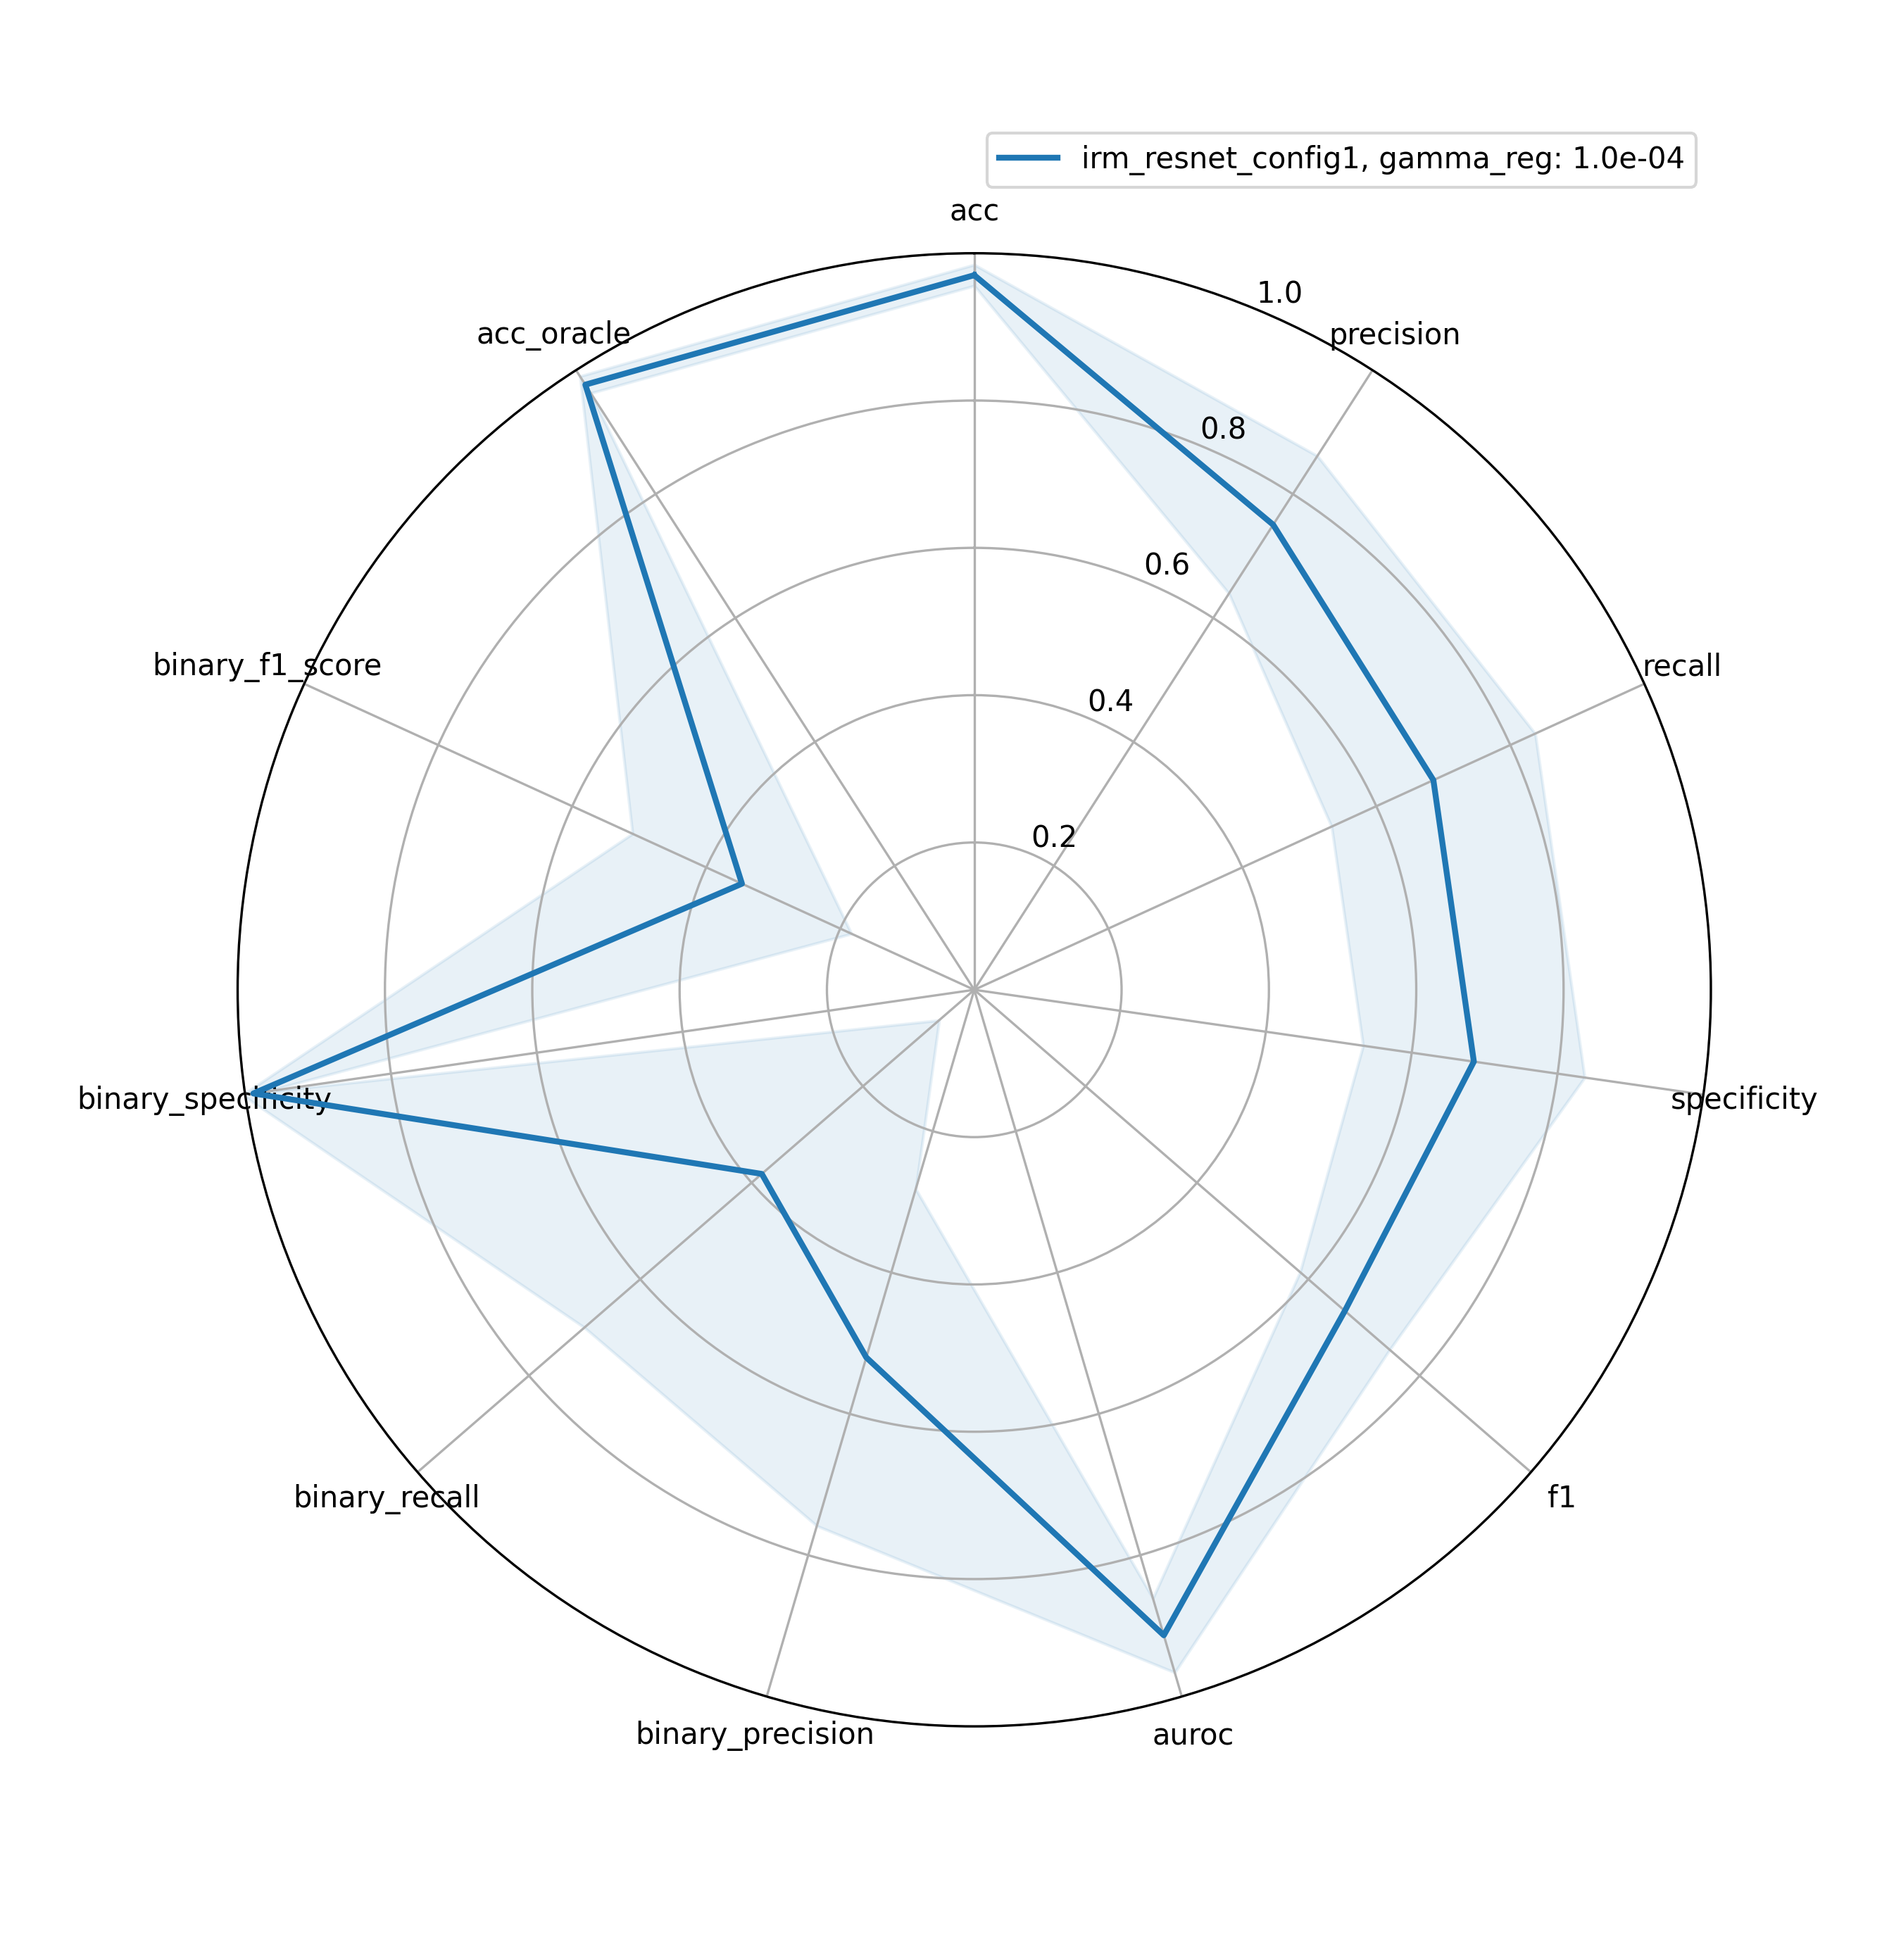 irm_resnet_config1, gamma_reg: 1.0e-04
acc
1.0
acc_oracle
precision
0.8
0.6
binary_f1_score
recall
0.4
0.2
binary_specificity
specificity
binary_recall
f1
binary_precision
auroc